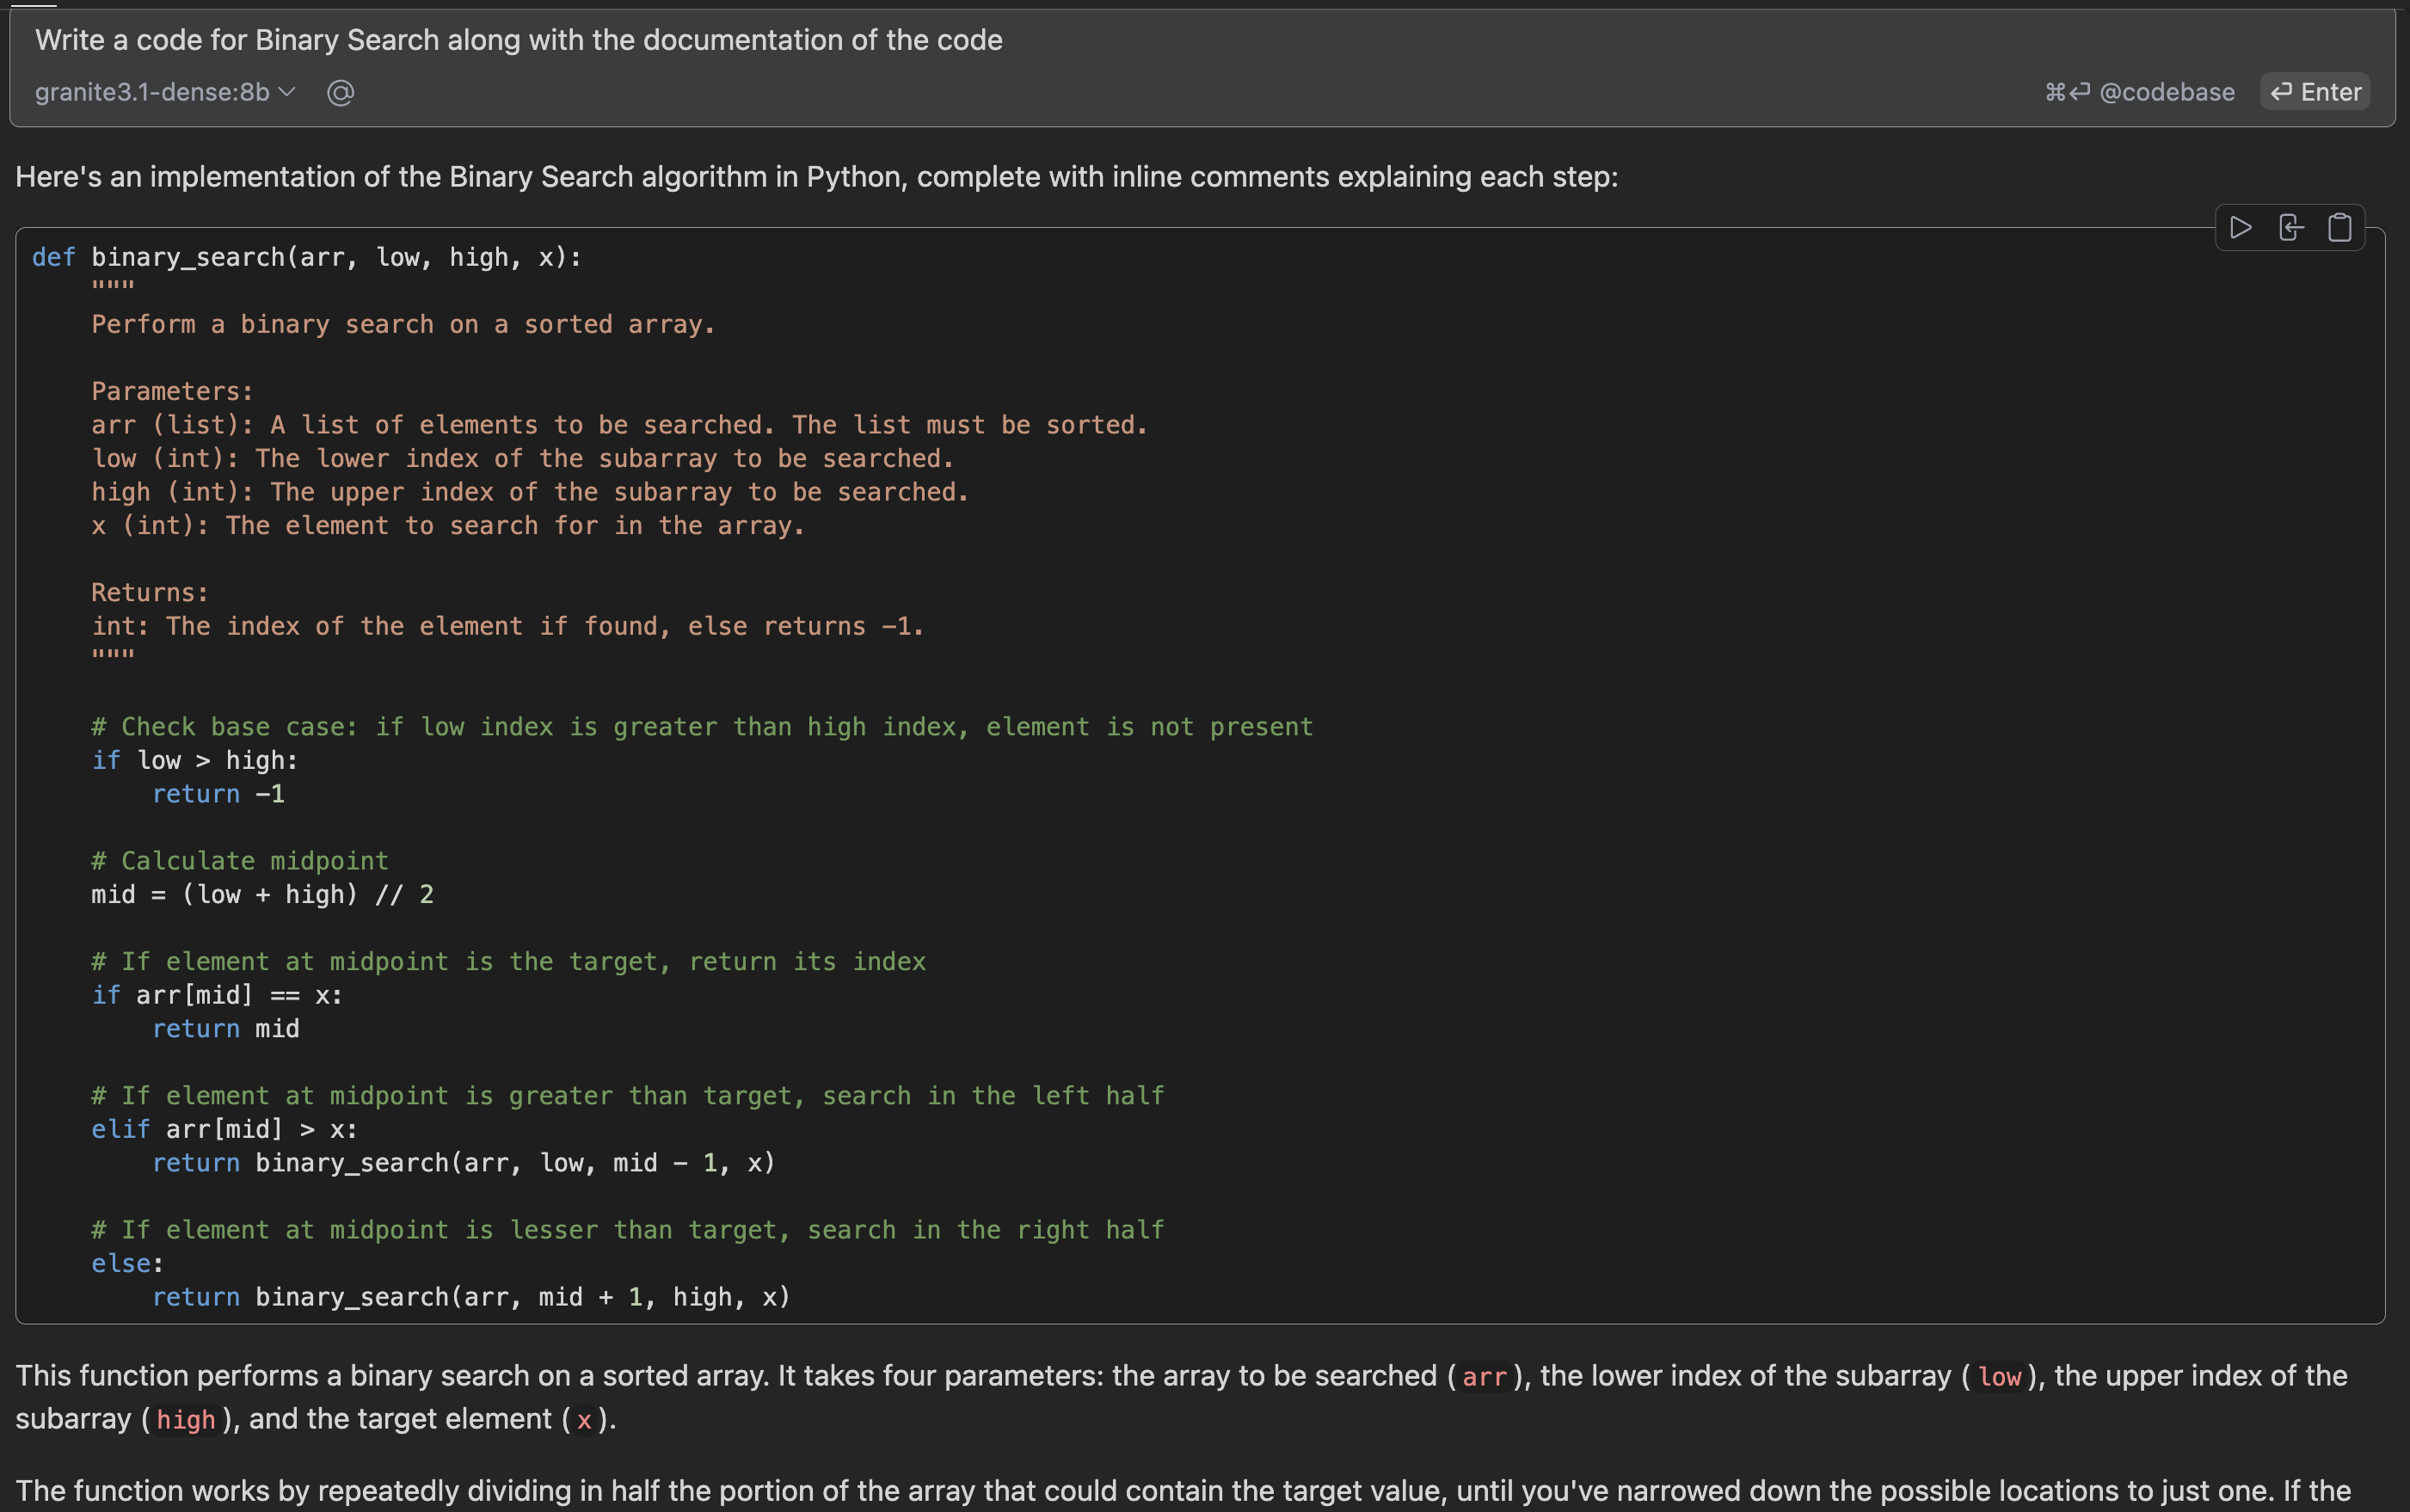 Write a code for Binary Search along with the documentation of the code
granite3.1-dense:8b @ ⌘⏎ @codebase ⏎ Enter
Here's an implementation of the Binary Search algorithm in Python, complete with inline comments explaining each step:
def binary_search(arr, low, high, x):
    """
    Perform a binary search on a sorted array.

    Parameters:
    arr (list): A list of elements to be searched. The list must be sorted.
    low (int): The lower index of the subarray to be searched.
    high (int): The upper index of the subarray to be searched.
    x (int): The element to search for in the array.

    Returns:
    int: The index of the element if found, else returns -1.
    """

    # Check base case: if low index is greater than high index, element is not present
    if low > high:
        return -1

    # Calculate midpoint
    mid = (low + high) // 2

    # If element at midpoint is the target, return its index
    if arr[mid] == x:
        return mid

    # If element at midpoint is greater than target, search in the left half
    elif arr[mid] > x:
        return binary_search(arr, low, mid - 1, x)

    # If element at midpoint is lesser than target, search in the right half
    else:
        return binary_search(arr, mid + 1, high, x)
This function performs a binary search on a sorted array. It takes four parameters: the array to be searched ( arr ), the lower index of the subarray ( low ), the upper index of the
subarray ( high ), and the target element ( x ).
The function works by repeatedly dividing in half the portion of the array that could contain the target value, until you've narrowed down the possible locations to just one. If the